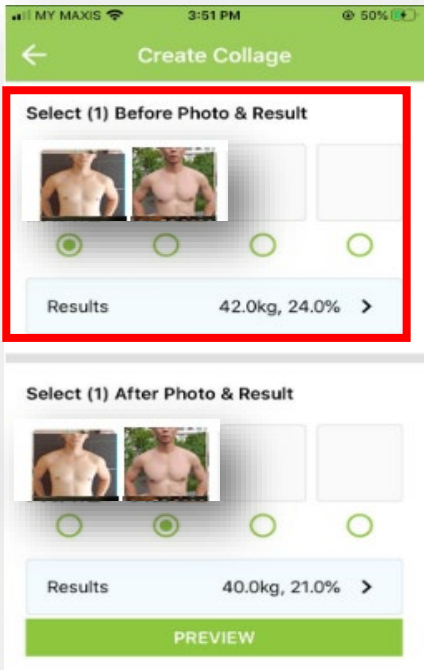 MY MAXIS 3:51 PM 50%
Create Collage
Select (1) Before Photo & Result
Results 42.0kg, 24.0%
Select (1) After Photo & Result
Results 40.0kg, 21.0%
PREVIEW